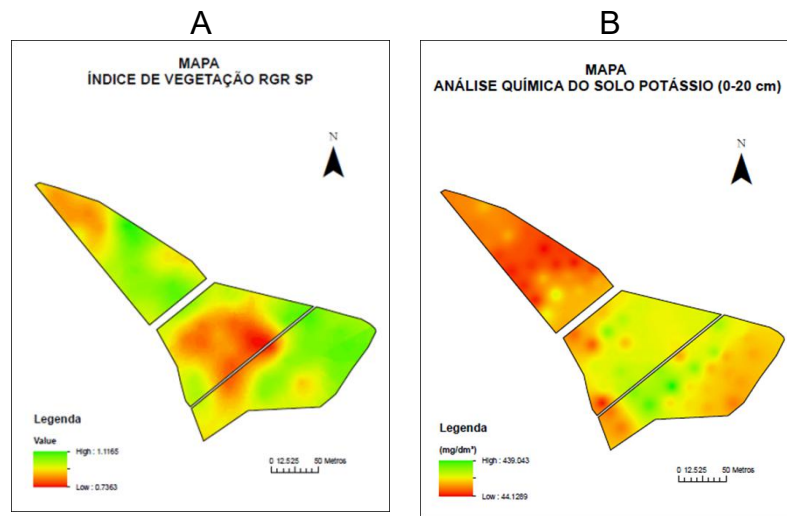 A
MAPA
ÍNDICE DE VEGETAÇÃO RGR SP
N
Legenda
Value
High : 1.1165
Low : 0.7363
0 12.525 50 Metros
B
MAPA
ANÁLISE QUÍMICA DO SOLO POTÁSSIO (0-20 cm)
N
Legenda
(mg/dm³)
High : 439.043
Low : 44.1289
0 12.525 50 Metros